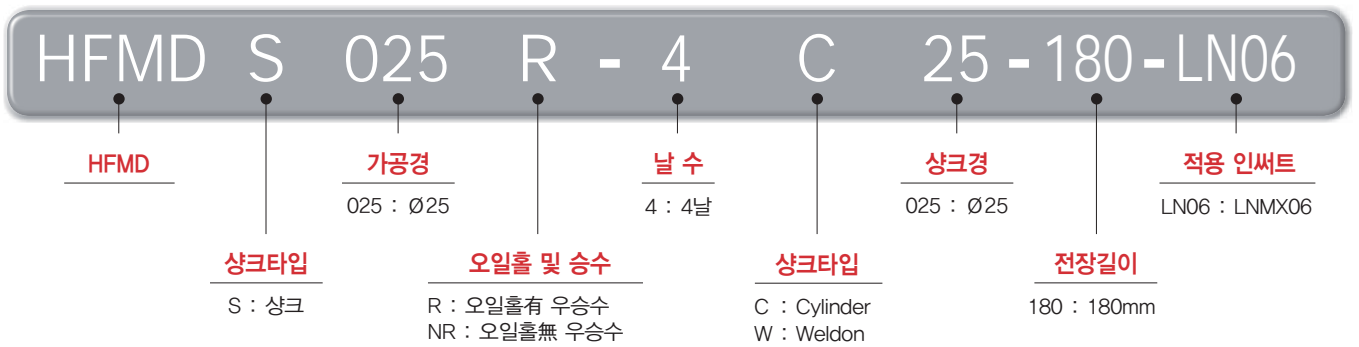 HFMD S 025 R - 4 C 25 - 180 - LN06
HFMD
가공경
025 : Ø25
날 수
4 : 4날
샹크경
025 : Ø25
적용 인써트
LN06 : LNMX06
샹크타입
S : 샹크
오일홀 및 승수
R : 오일홀有 우승수
NR : 오일홀無 우승수
샹크타입
C : Cylinder
W : Weldon
전장길이
180 : 180mm